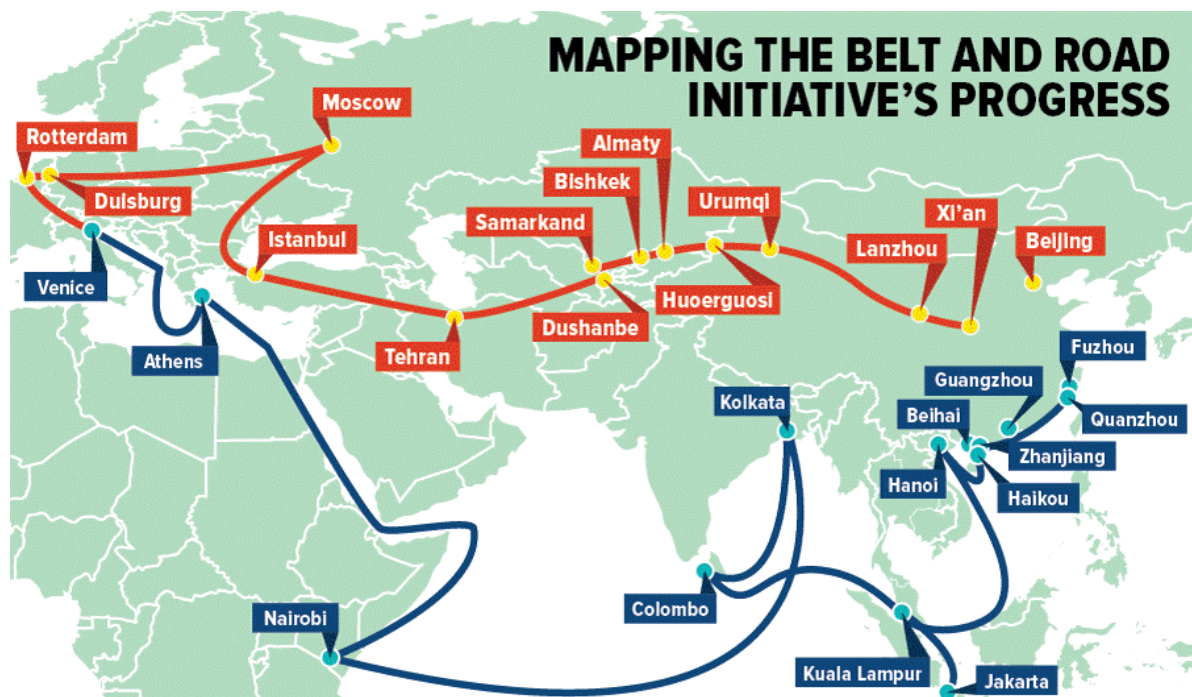 MAPPING THE BELT AND ROAD
INITIATIVE'S PROGRESS
Moscow
Rotterdam
Almaty
Bishkek
Urumqi
Duisburg
Samarkand
Xi'an
Istanbul
Lanzhou
Beijing
Venice
Huoerguosi
Dushanbe
Tehran
Athens
Fuzhou
Guangzhou
Kolkata
Beihai
Quanzhou
Zhanjiang
Hanoi
Haikou
Colombo
Nairobi
Kuala Lampur
Jakarta